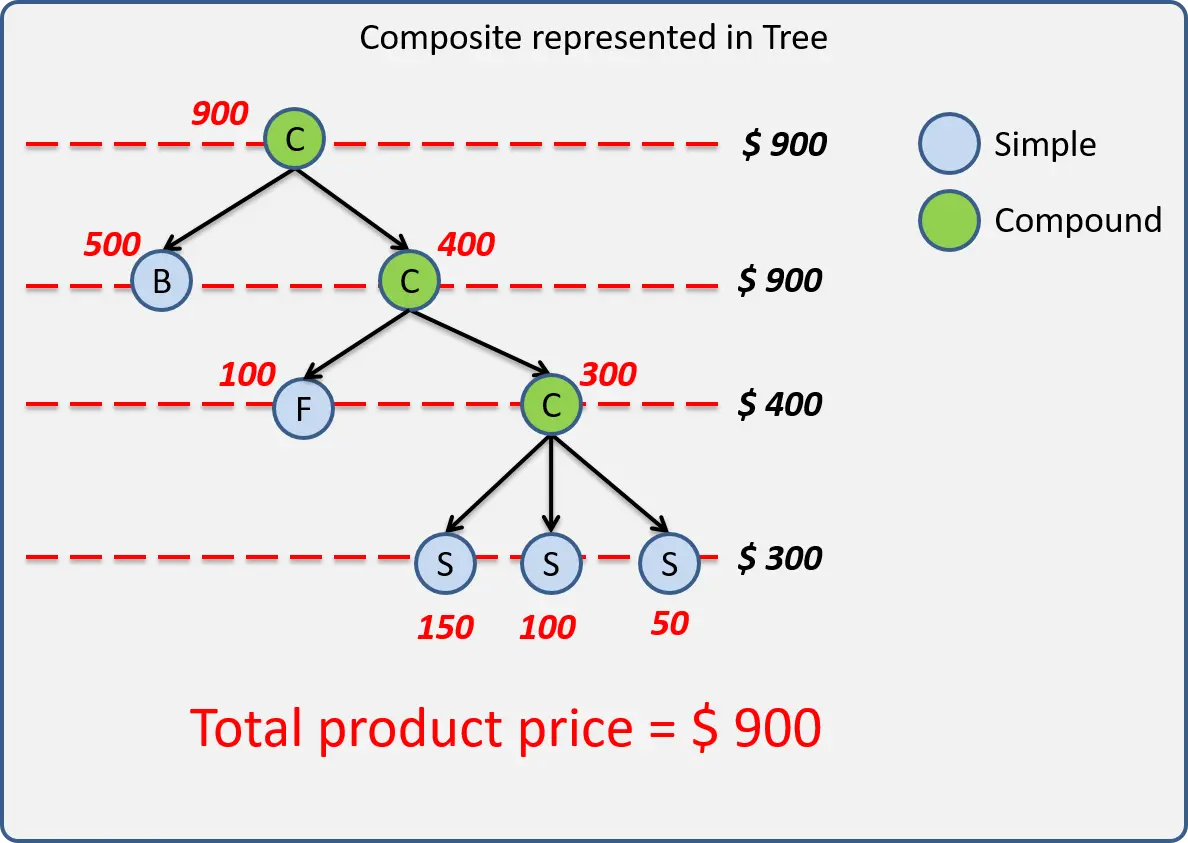 Composite represented in Tree
900
C
$ 900
Simple
Compound
500
400
B
C
$ 900
100
300
F
C
$ 400
S
S
S
$ 300
150
100
50
Total product price = $ 900